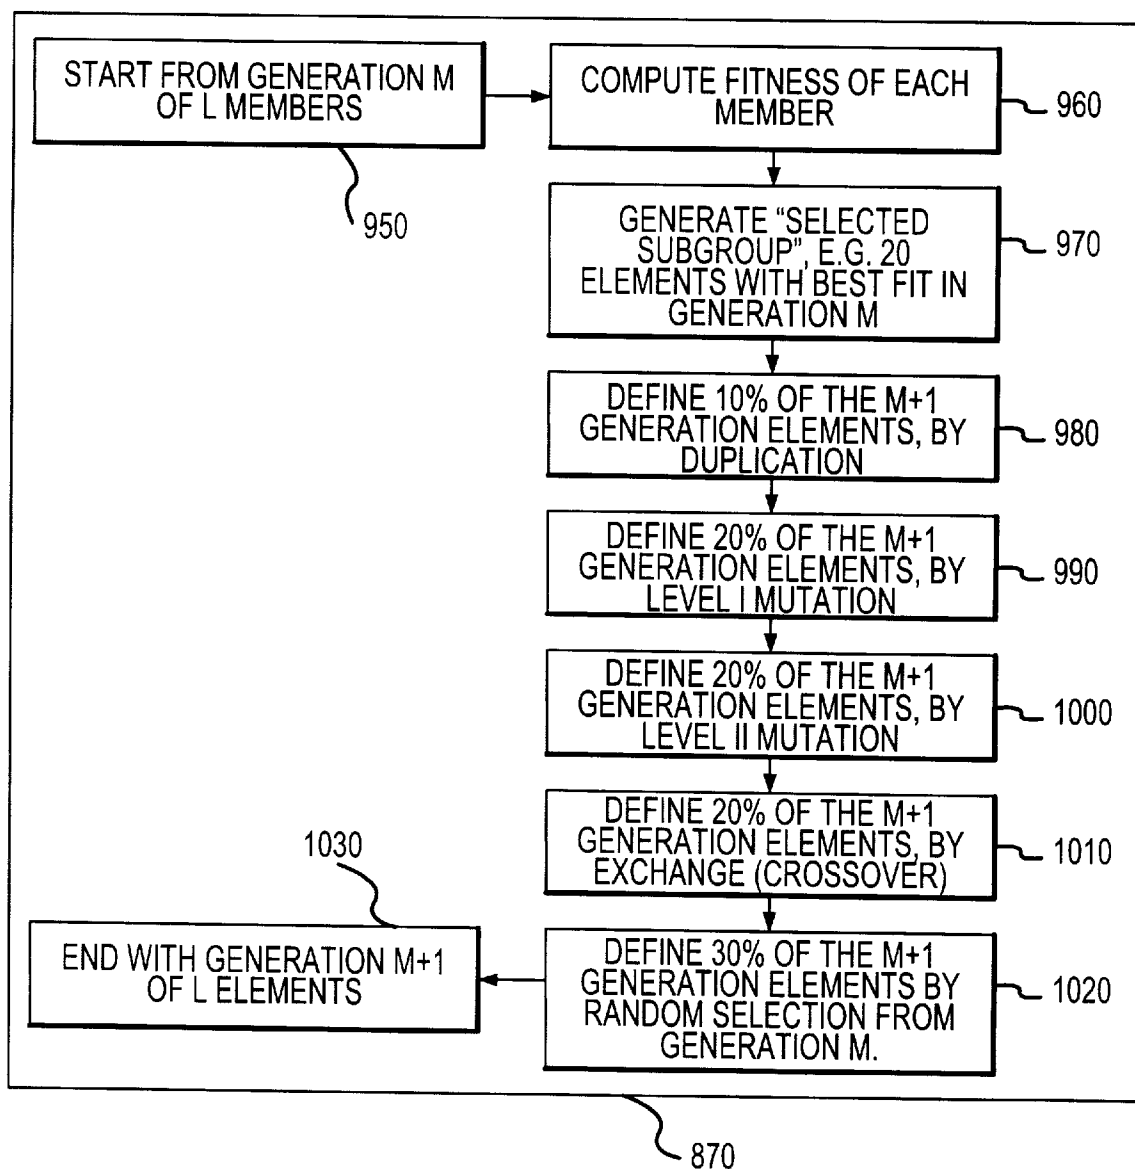 START FROM GENERATION M
OF L MEMBERS
950
COMPUTE FITNESS OF EACH
MEMBER
960
GENERATE “SELECTED
SUBGROUP”, E.G. 20
ELEMENTS WITH BEST FIT IN
GENERATION M
970
DEFINE 10% OF THE M+1
GENERATION ELEMENTS, BY
DUPLICATION
980
DEFINE 20% OF THE M+1
GENERATION ELEMENTS, BY
LEVEL I MUTATION
990
DEFINE 20% OF THE M+1
GENERATION ELEMENTS, BY
LEVEL II MUTATION
1000
DEFINE 20% OF THE M+1
GENERATION ELEMENTS, BY
EXCHANGE (CROSSOVER)
1010
DEFINE 30% OF THE M+1
GENERATION ELEMENTS BY
RANDOM SELECTION FROM
GENERATION M.
1020
1030
END WITH GENERATION M+1
OF L ELEMENTS
870